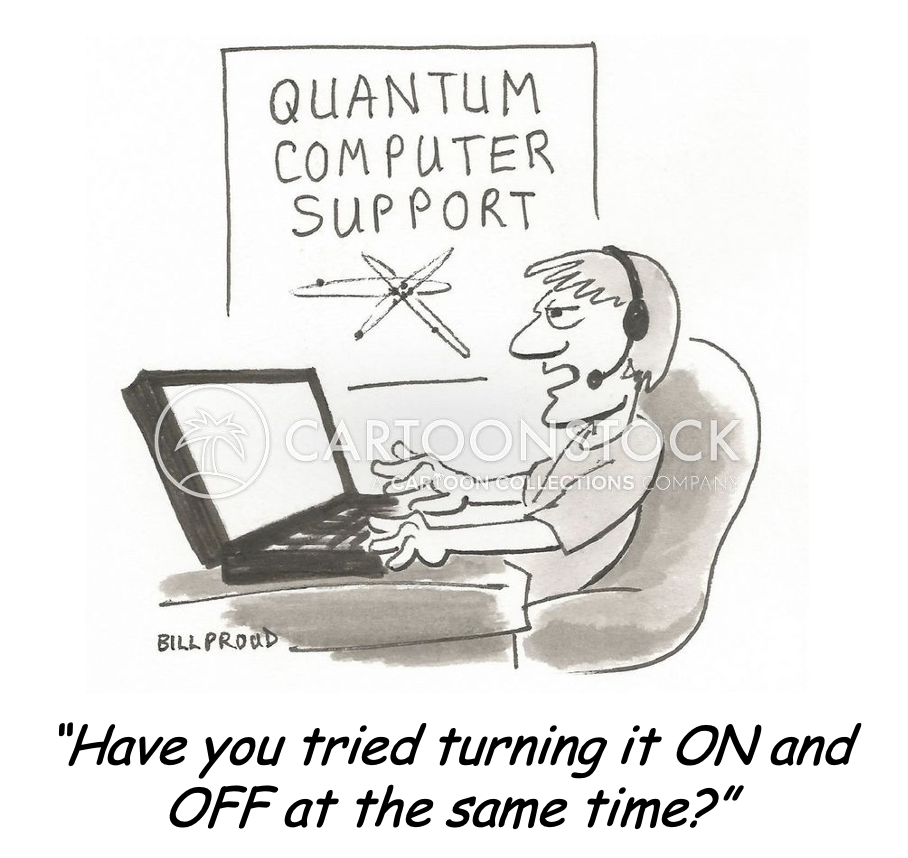 QUANTUM
COMPUTER
SUPPORT
CARTOONSTOCK
A CARTOON COLLECTIONS COMPANY
BILL PROUD
"Have you tried turning it ON and
OFF at the same time?"